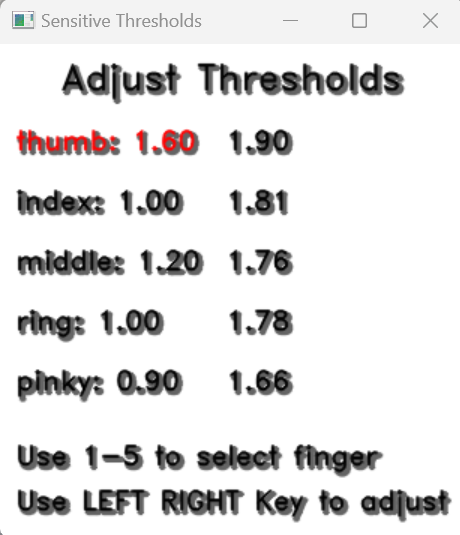 Sensitive Thresholds
Adjust Thresholds
thumb: 1.60 1.90
index: 1.00 1.81
middle: 1.20 1.76
ring: 1.00 1.78
pinky: 0.90 1.66
Use 1-5 to select finger
Use LEFT RIGHT Key to adjust